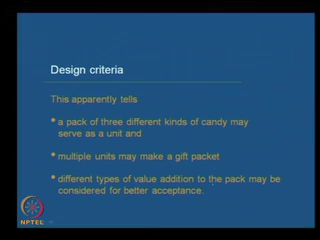 Design criteria
This apparently tells
* a pack of three different kinds of candy may
serve as a unit and
* multiple units may make a gift packet
* different types of value addition to the pack may be
considered for better acceptance.
NPTEL